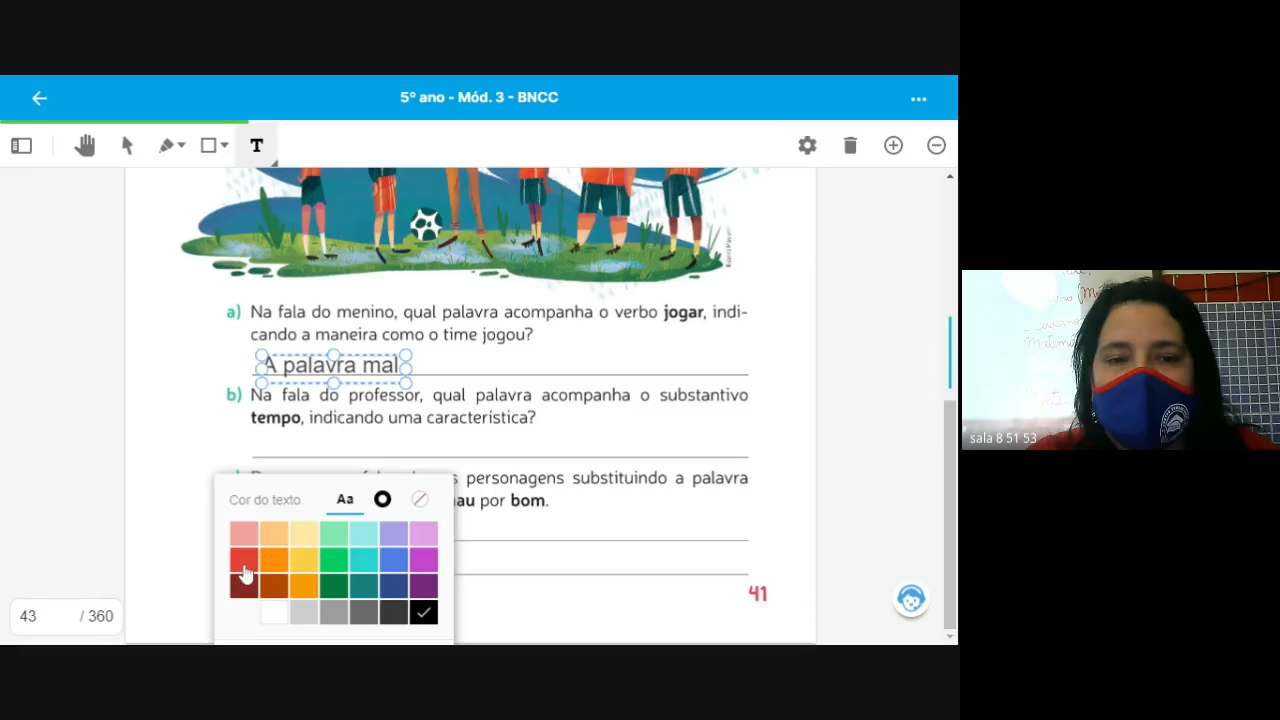 5º ano - Mód. 3 - BNCC
T
a) Na fala do menino, qual palavra acompanha o verbo jogar, indi-
cando a maneira como o time jogou?
A palavra mal
b) Na fala do professor, qual palavra acompanha o substantivo
tempo, indicando uma característica?
personagens substituindo a palavra
por bom.
Cor do texto Aa
41
43 / 360
sala 8 51 53